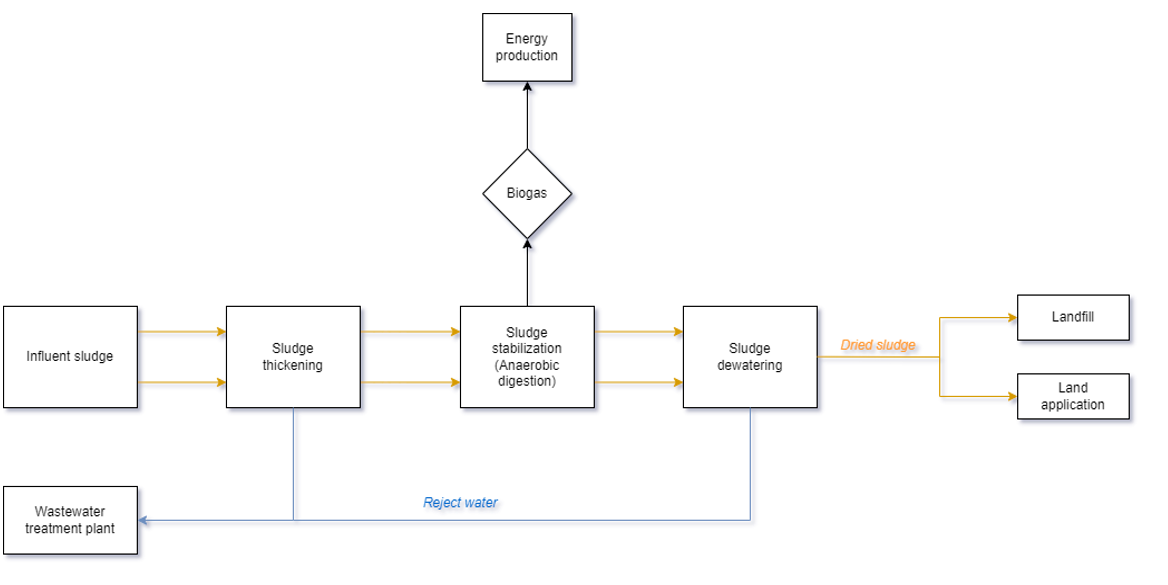 Energy
production
Biogas
Influent sludge
Sludge
thickening
Sludge
stabilization
(Anaerobic
digestion)
Sludge
dewatering
Dried sludge
Landfill
Land
application
Reject water
Wastewater
treatment plant